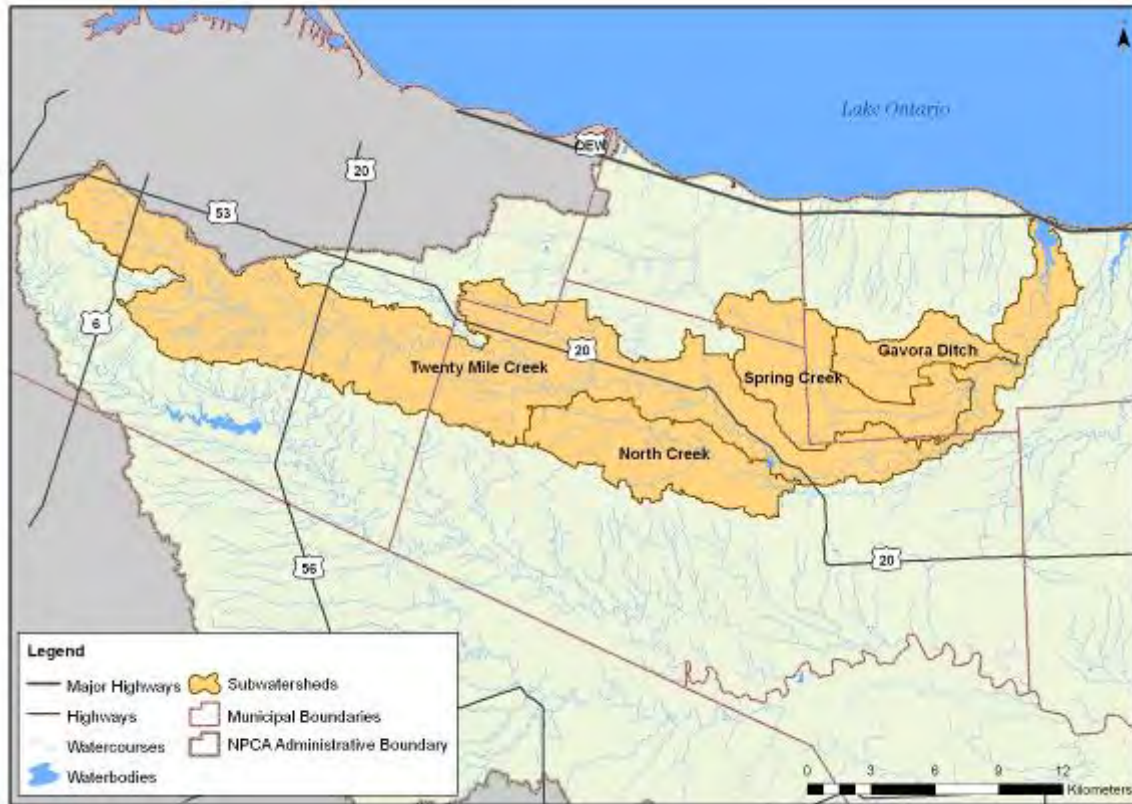 Lake Ontario
QEW
20
53
6
20
Gavora Ditch
Twenty Mile Creek
Spring Creek
North Creek
20
56
Legend
Major Highways
Subwatersheds
Highways
Municipal Boundaries
Watercourses
NPCA Administrative Boundary
Waterbodies
0 3 6 9 12
Kilometers